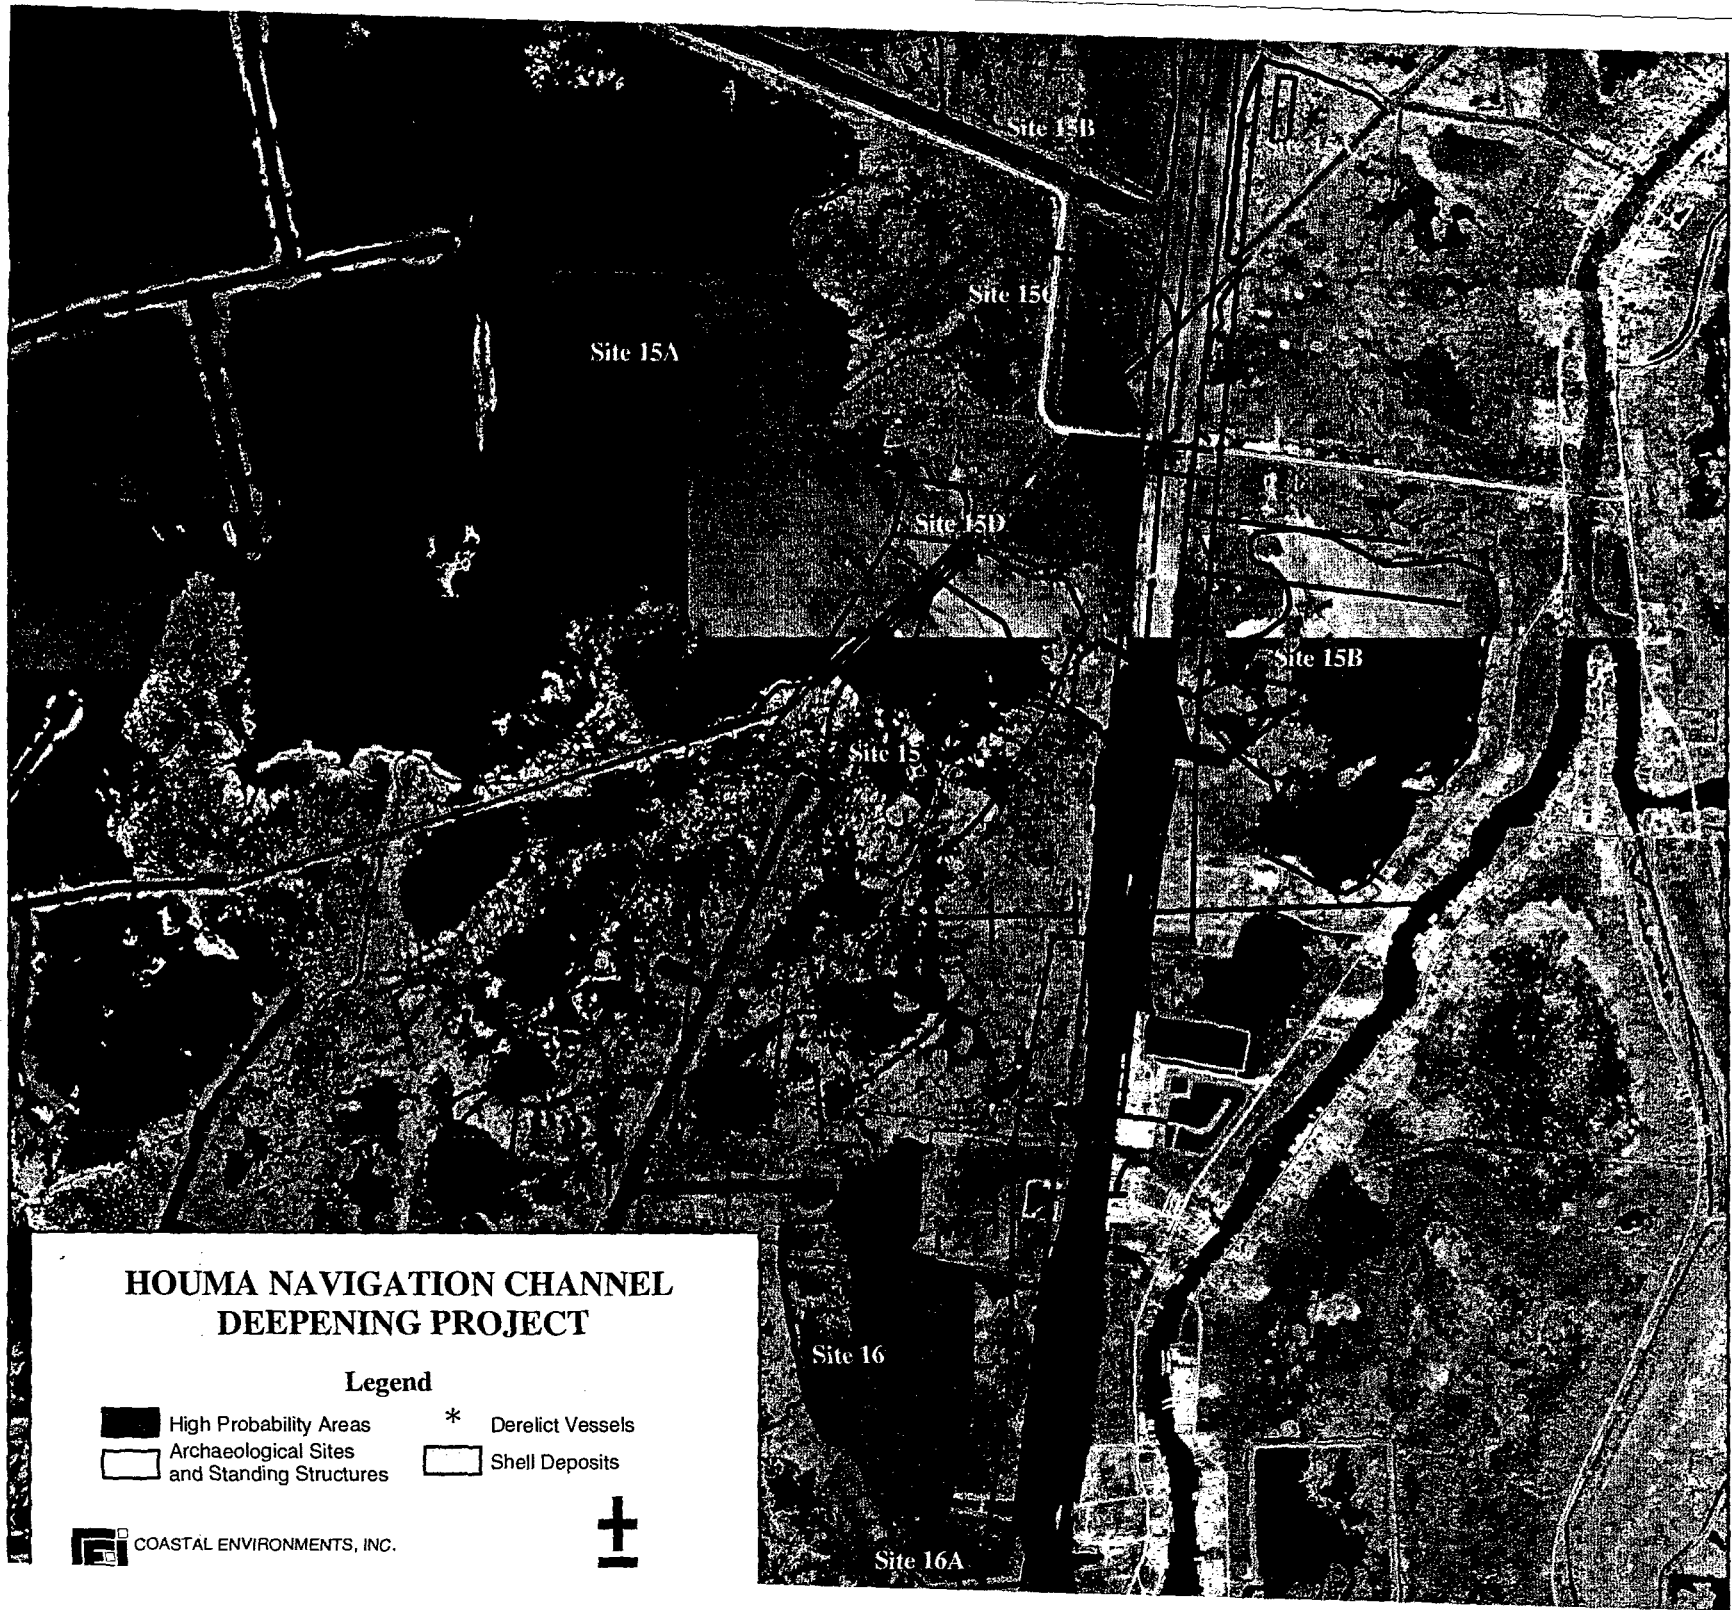 Site 15B
Site 15C
Site 15A
Site 15D
Site 15B
Site 15
HOUMA NAVIGATION CHANNEL
DEEPENING PROJECT
Legend
High Probability Areas
* Derelict Vessels
Archaeological Sites
and Standing Structures
Shell Deposits
COASTAL ENVIRONMENTS, INC.
Site 16
Site 16A